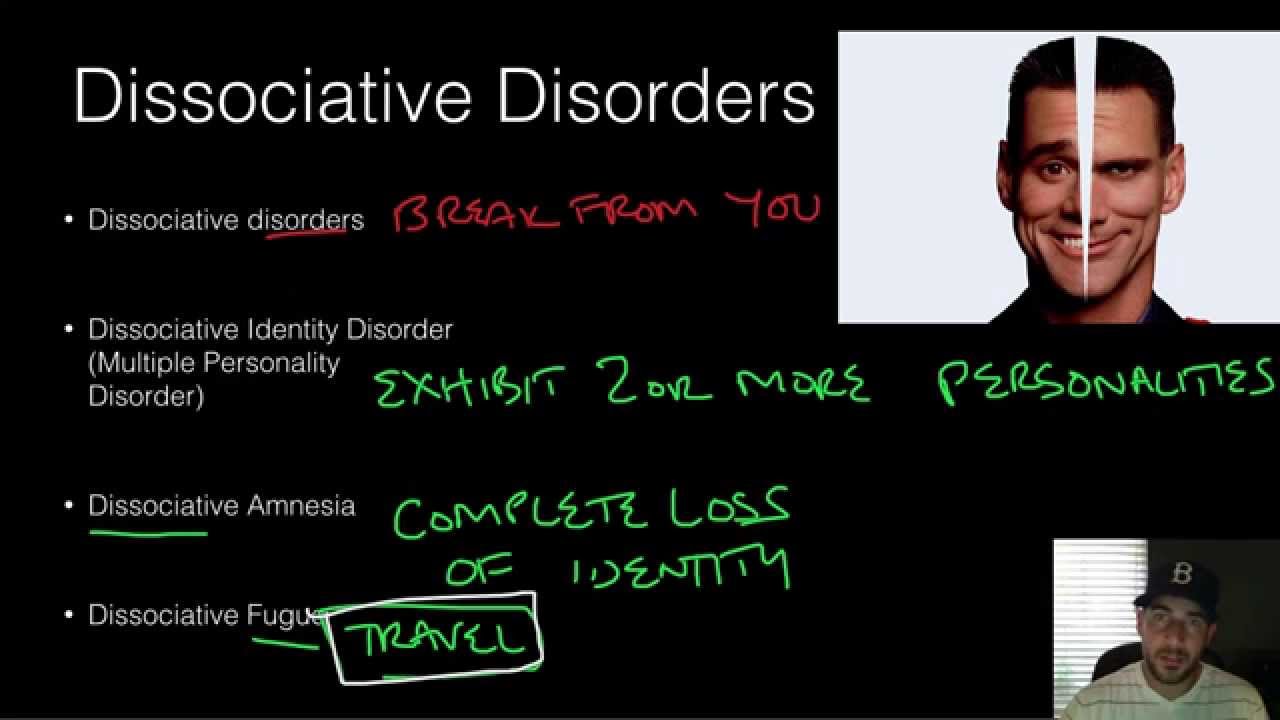 Dissociative Disorders
• Dissociative disorders BREAK FROM YOU
• Dissociative Identity Disorder
(Multiple Personality
Disorder) EXHIBIT 2 OR MORE PERSONALITIES
• Dissociative Amnesia COMPLETE LOSS
OF IDENTITY
• Dissociative Fugue
TRAVEL
B